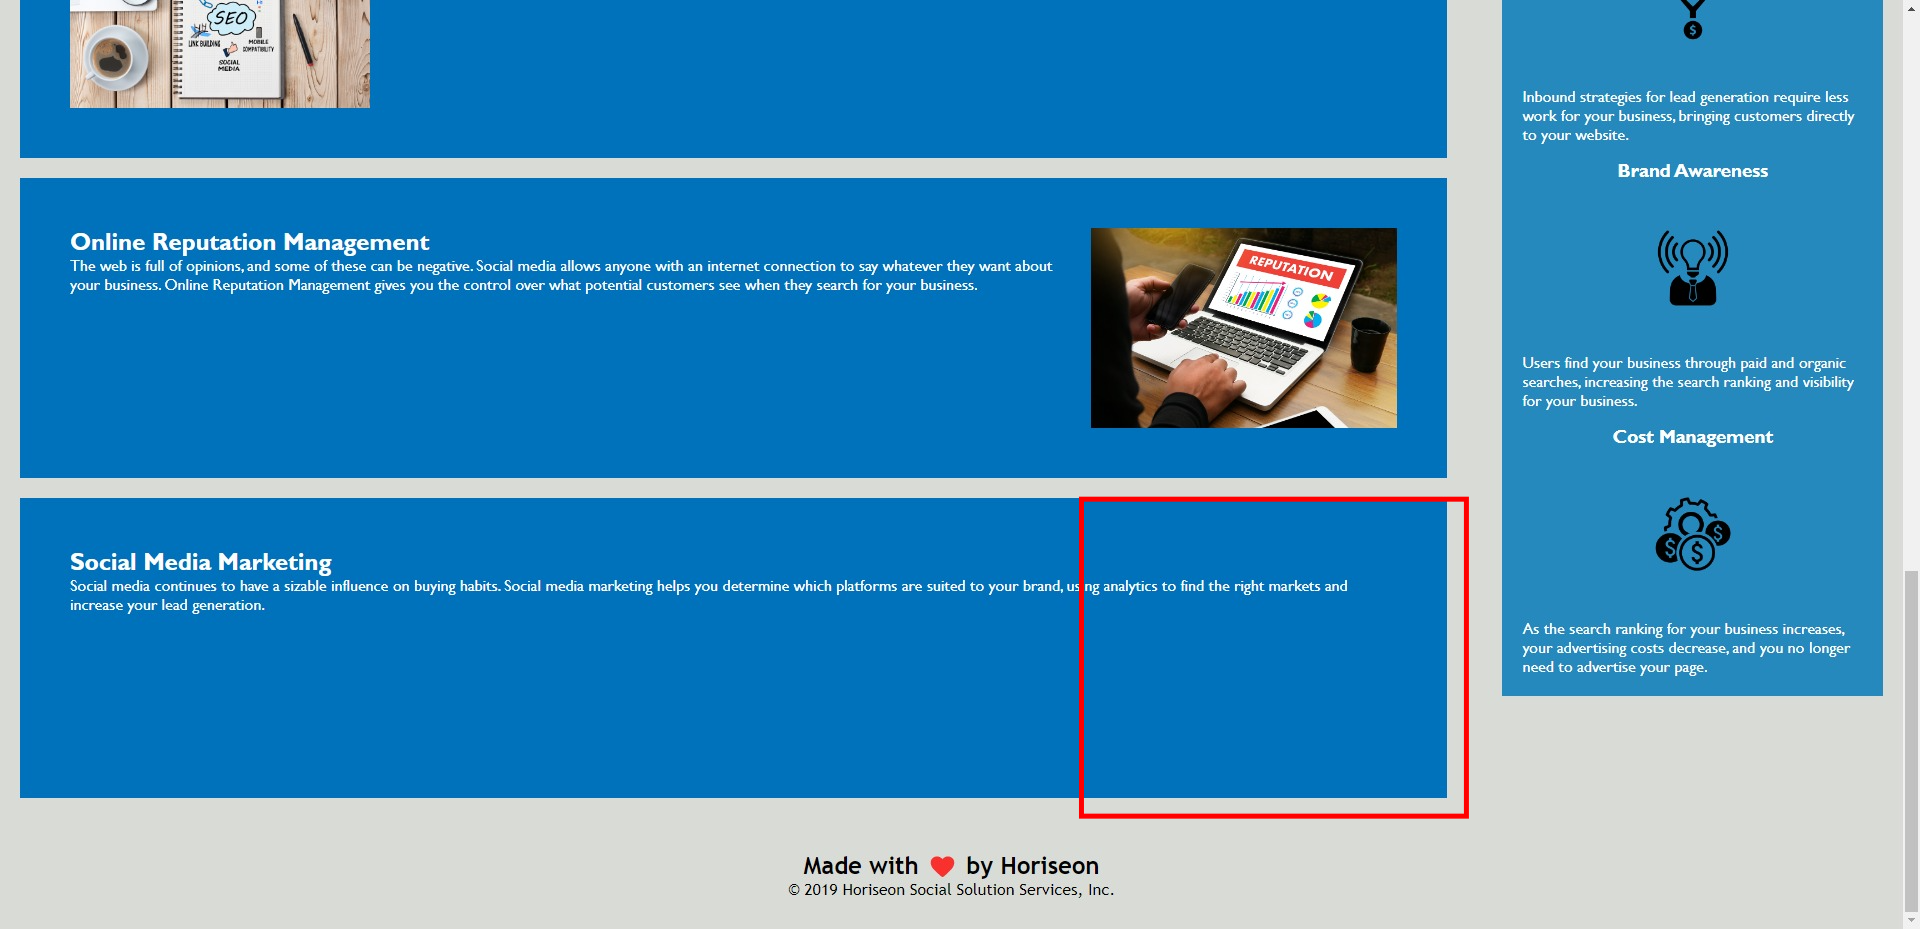 SEO
LINK BUILDING
MOBILE
COMPATIBILITY
SOCIAL
MEDIA
Online Reputation Management
The web is full of opinions, and some of these can be negative. Social media allows anyone with an internet connection to say whatever they want about
your business. Online Reputation Management gives you the control over what potential customers see when they search for your business.
REPUTATION
Social Media Marketing
Social media continues to have a sizable influence on buying habits. Social media marketing helps you determine which platforms are suited to your brand, using analytics to find the right markets and
increase your lead generation.
$
Inbound strategies for lead generation require less
work for your business, bringing customers directly
to your website.
Brand Awareness
Users find your business through paid and organic
searches, increasing the search ranking and visibility
for your business.
Cost Management
$ $ $
As the search ranking for your business increases,
your advertising costs decrease, and you no longer
need to advertise your page.
Made with ❤ by Horiseon
© 2019 Horiseon Social Solution Services, Inc.